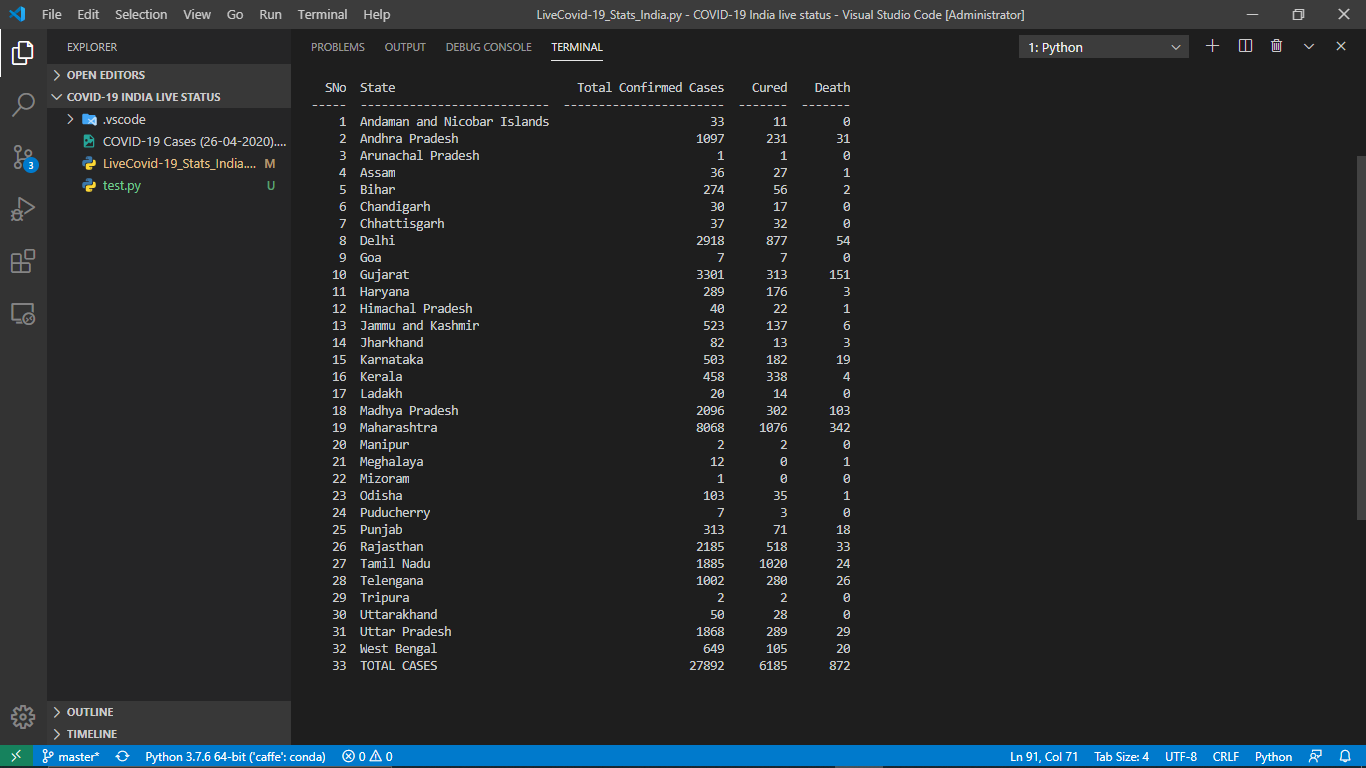 File Edit Selection View Go Run Terminal Help LiveCovid-19_Stats_India.py - COVID-19 India live status - Visual Studio Code [Administrator]
EXPLORER
OPEN EDITORS
COVID-19 INDIA LIVE STATUS
.vscode
COVID-19 Cases (26-04-2020)....
LiveCovid-19_Stats_India.... M
test.py U
3
OUTLINE
TIMELINE
PROBLEMS OUTPUT DEBUG CONSOLE TERMINAL 1: Python
SNo State Total Confirmed Cases Cured Death
----- --------------------------- ----------------------- ------- -------
1 Andaman and Nicobar Islands 33 11 0
2 Andhra Pradesh 1097 231 31
3 Arunachal Pradesh 1 1 0
4 Assam 36 27 1
5 Bihar 274 56 2
6 Chandigarh 30 17 0
7 Chhattisgarh 37 32 0
8 Delhi 2918 877 54
9 Goa 7 7 0
10 Gujarat 3301 313 151
11 Haryana 289 176 3
12 Himachal Pradesh 40 22 1
13 Jammu and Kashmir 523 137 6
14 Jharkhand 82 13 3
15 Karnataka 503 182 19
16 Kerala 458 338 4
17 Ladakh 20 14 0
18 Madhya Pradesh 2096 302 103
19 Maharashtra 8068 1076 342
20 Manipur 2 2 0
21 Meghalaya 12 0 1
22 Mizoram 1 0 0
23 Odisha 103 35 1
24 Puducherry 7 3 0
25 Punjab 313 71 18
26 Rajasthan 2185 518 33
27 Tamil Nadu 1885 1020 24
28 Telengana 1002 280 26
29 Tripura 2 2 0
30 Uttarakhand 50 28 0
31 Uttar Pradesh 1868 289 29
32 West Bengal 649 105 20
33 TOTAL CASES 27892 6185 872
master* Python 3.7.6 64-bit ('caffe': conda) 0 0 Ln 91, Col 71 Tab Size: 4 UTF-8 CRLF Python